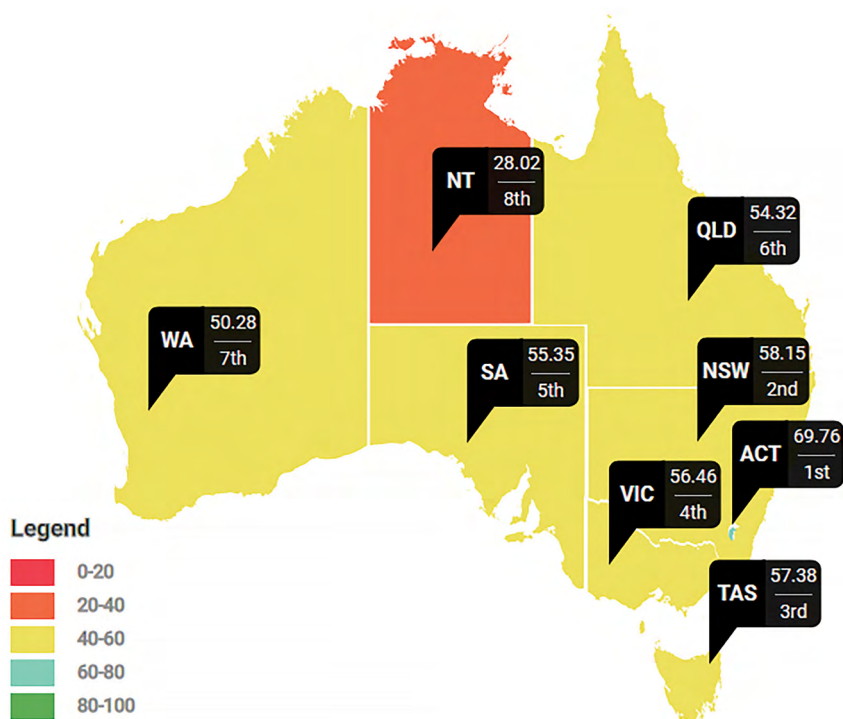 NT
28.02
8th
QLD
54.32
6th
WA
50.28
7th
SA
55.35
5th
NSW
58.15
2nd
ACT
69.76
1st
VIC
56.46
4th
TAS
57.38
3rd
Legend
0-20
20-40
40-60
60-80
80-100